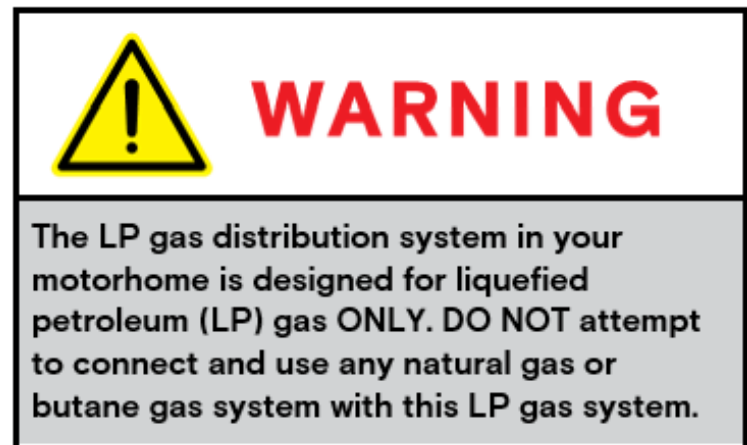 WARNING
The LP gas distribution system in your
motorhome is designed for liquefied
petroleum (LP) gas ONLY. DO NOT attempt
to connect and use any natural gas or
butane gas system with this LP gas system.